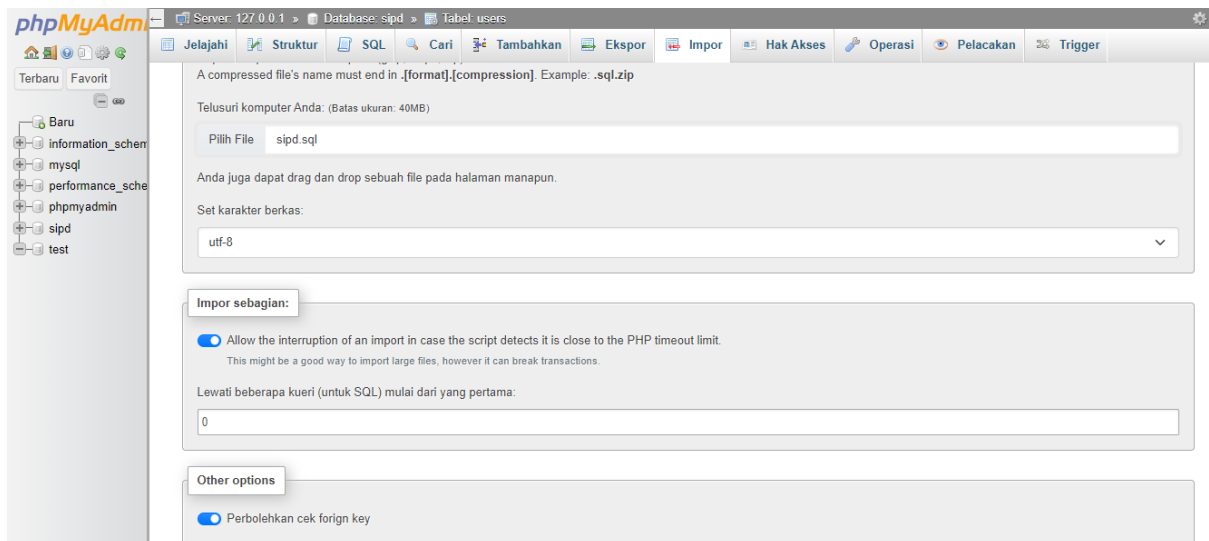 phpMyAdm
Server: 127.0.0.1 » Database: sipd » Tabel: users
Jelajahi Struktur SQL Cari Tambahkan Ekspor Impor Hak Akses Operasi Pelacakan Trigger
Terbaru Favorit
Baru
information_schem
mysql
performance_sche
phpmyadmin
sipd
test
A compressed file's name must end in .[format].[compression]. Example: .sql.zip
Telusuri komputer Anda: (Batas ukuran: 40MB)
Pilih File sipd.sql
Anda juga dapat drag dan drop sebuah file pada halaman manapun.
Set karakter berkas:
utf-8
Impor sebagian:
Allow the interruption of an import in case the script detects it is close to the PHP timeout limit.
This might be a good way to import large files, however it can break transactions.
Lewati beberapa kueri (untuk SQL) mulai dari yang pertama:
0
Other options
Perbolehkan cek forign key